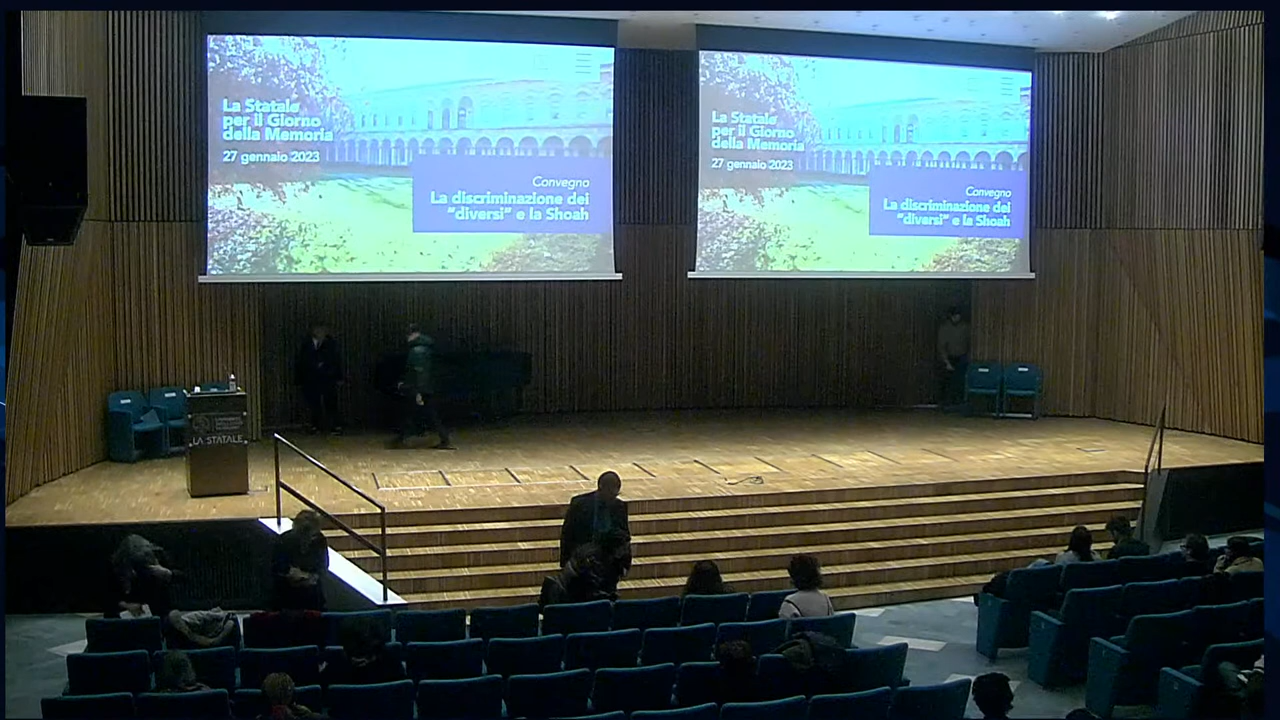 La Statale
per il Giorno
della Memoria
27 gennaio 2023
Convegno
La discriminazione dei
"diversi" e la Shoah
La Statale
per il Giorno
della Memoria
27 gennaio 2023
Convegno
La discriminazione dei
"diversi" e la Shoah
LA STATALE